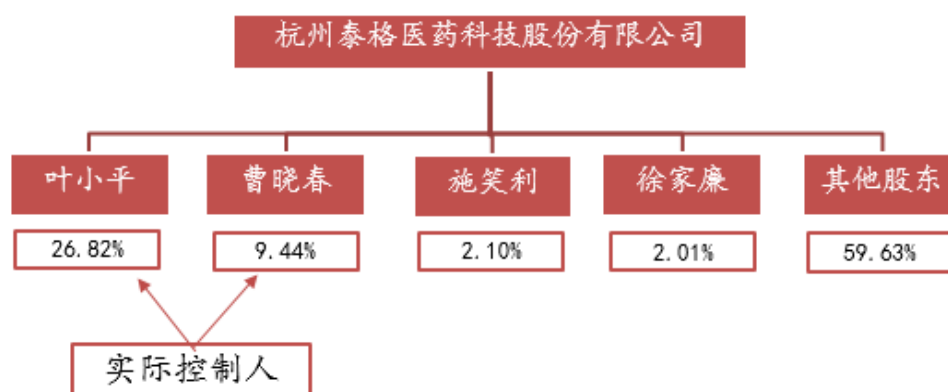 杭州泰格医药科技股份有限公司
叶小平
曹晓春
施笑利
徐家廉
其他股东
26.82%
9.44%
2.10%
2.01%
59.63%
实际控制人